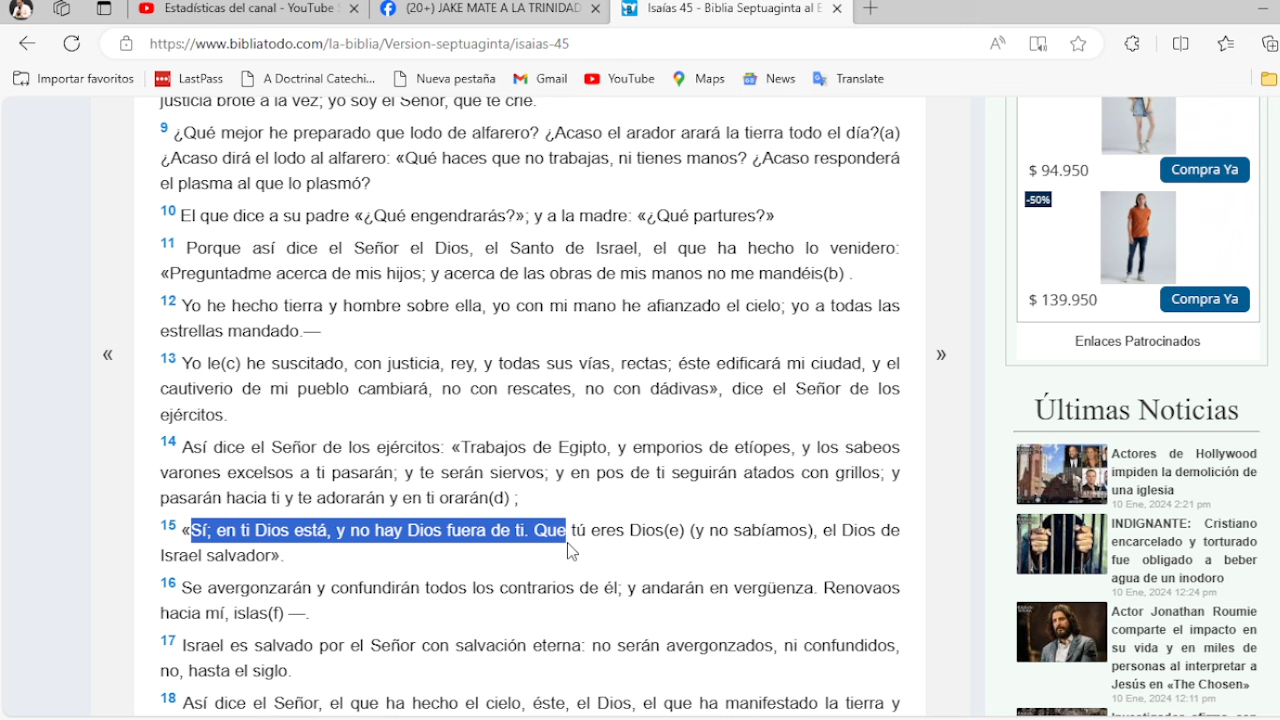 Estadísticas del canal - YouTube S
(20+) JAKE MATE A LA TRINIDAD
Isaías 45 - Biblia Septuaginta al E
https://www.bibliatodo.com/la-biblia/Version-septuaginta/isaias-45
Importar favoritos
LastPass
A Doctrinal Catechi...
Nueva pestaña
Gmail
YouTube
Maps
News
Translate
justicia brote a la vez; yo soy el Señor, que te crié.
9 ¿Qué mejor he preparado que lodo de alfarero? ¿Acaso el arador arará la tierra todo el día?(a)
¿Acaso dirá el lodo al alfarero: «Qué haces que no trabajas, ni tienes manos? ¿Acaso responderá
el plasma al que lo plasmó?
10 El que dice a su padre «¿Qué engendrarás?»; y a la madre: «¿Qué partures?»
11 Porque así dice el Señor el Dios, el Santo de Israel, el que ha hecho lo venidero:
«Preguntadme acerca de mis hijos; y acerca de las obras de mis manos no me mandéis(b) .
12 Yo he hecho tierra y hombre sobre ella, yo con mi mano he afianzado el cielo; yo a todas las
estrellas mandado.—
13 Yo le(c) he suscitado, con justicia, rey, y todas sus vías, rectas; éste edificará mi ciudad, y el
cautiverio de mi pueblo cambiará, no con rescates, no con dádivas», dice el Señor de los
ejércitos.
14 Así dice el Señor de los ejércitos: «Trabajos de Egipto, y emporios de etíopes, y los sabeos
varones excelsos a ti pasarán; y te serán siervos; y en pos de ti seguirán atados con grillos; y
pasarán hacia ti y te adorarán y en ti orarán(d) ;
15 «Sí; en ti Dios está, y no hay Dios fuera de ti. Que tú eres Dios(e) (y no sabíamos), el Dios de
Israel salvador».
16 Se avergonzarán y confundirán todos los contrarios de él; y andarán en vergüenza. Renovaos
hacia mí, islas(f) —.
17 Israel es salvado por el Señor con salvación eterna: no serán avergonzados, ni confundidos,
no, hasta el siglo.
18 Así dice el Señor, el que ha hecho el cielo, éste, el Dios, el que ha manifestado la tierra y
«
»
$ 94.950
Compra Ya
-50%
$ 139.950
Compra Ya
Enlaces Patrocinados
Últimas Noticias
Actores de Hollywood
impiden la demolición de
una iglesia
10 Ene, 2024 2:21 pm
INDIGNANTE: Cristiano
encarcelado y torturado
fue obligado a beber
agua de un inodoro
10 Ene, 2024 12:24 pm
Actor Jonathan Roumie
comparte el impacto en
su vida y en miles de
personas al interpretar a
Jesús en «The Chosen»
10 Ene, 2024 12:11 pm